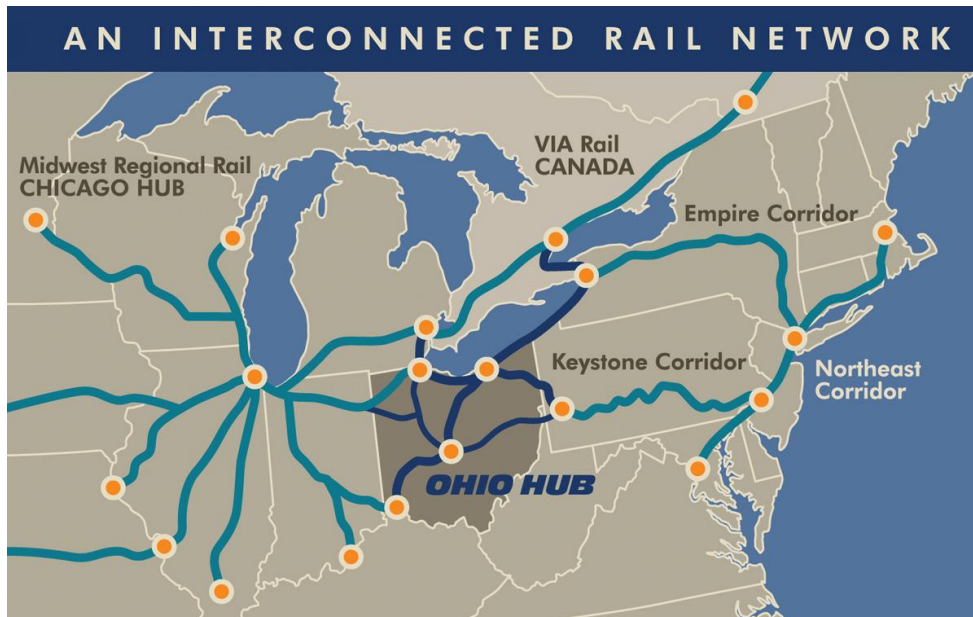 AN INTERCONNECTED RAIL NETWORK
VIA Rail
CANADA
Midwest Regional Rail
CHICAGO HUB
Empire Corridor
Keystone Corridor
Northeast
Corridor
OHIO HUB